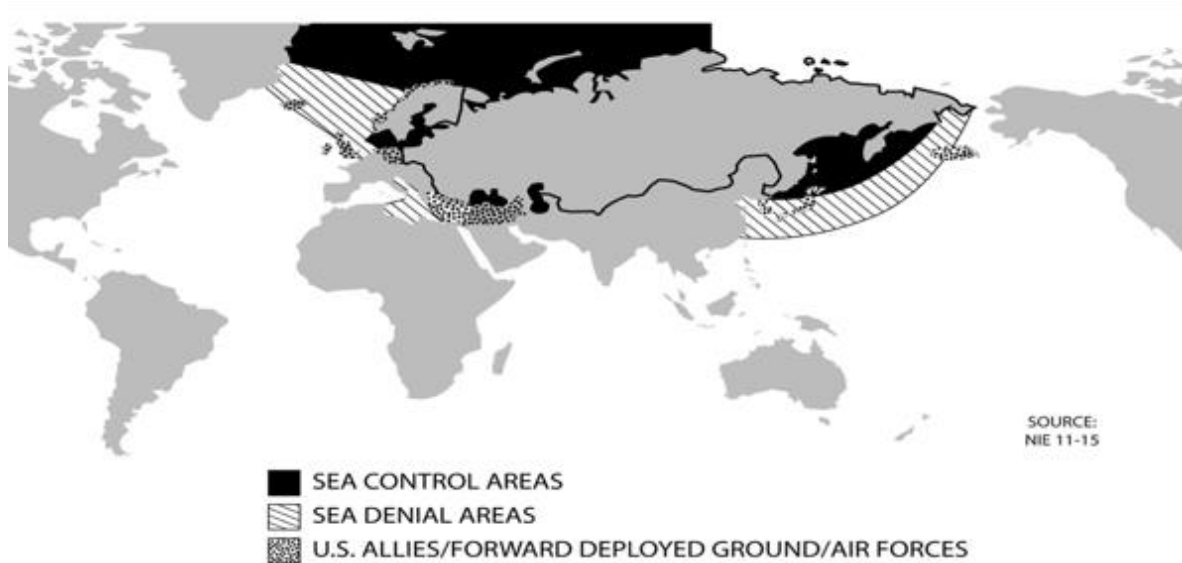 SOURCE:
NIE 11-15
SEA CONTROL AREAS
SEA DENIAL AREAS
U.S. ALLIES/FORWARD DEPLOYED GROUND/AIR FORCES